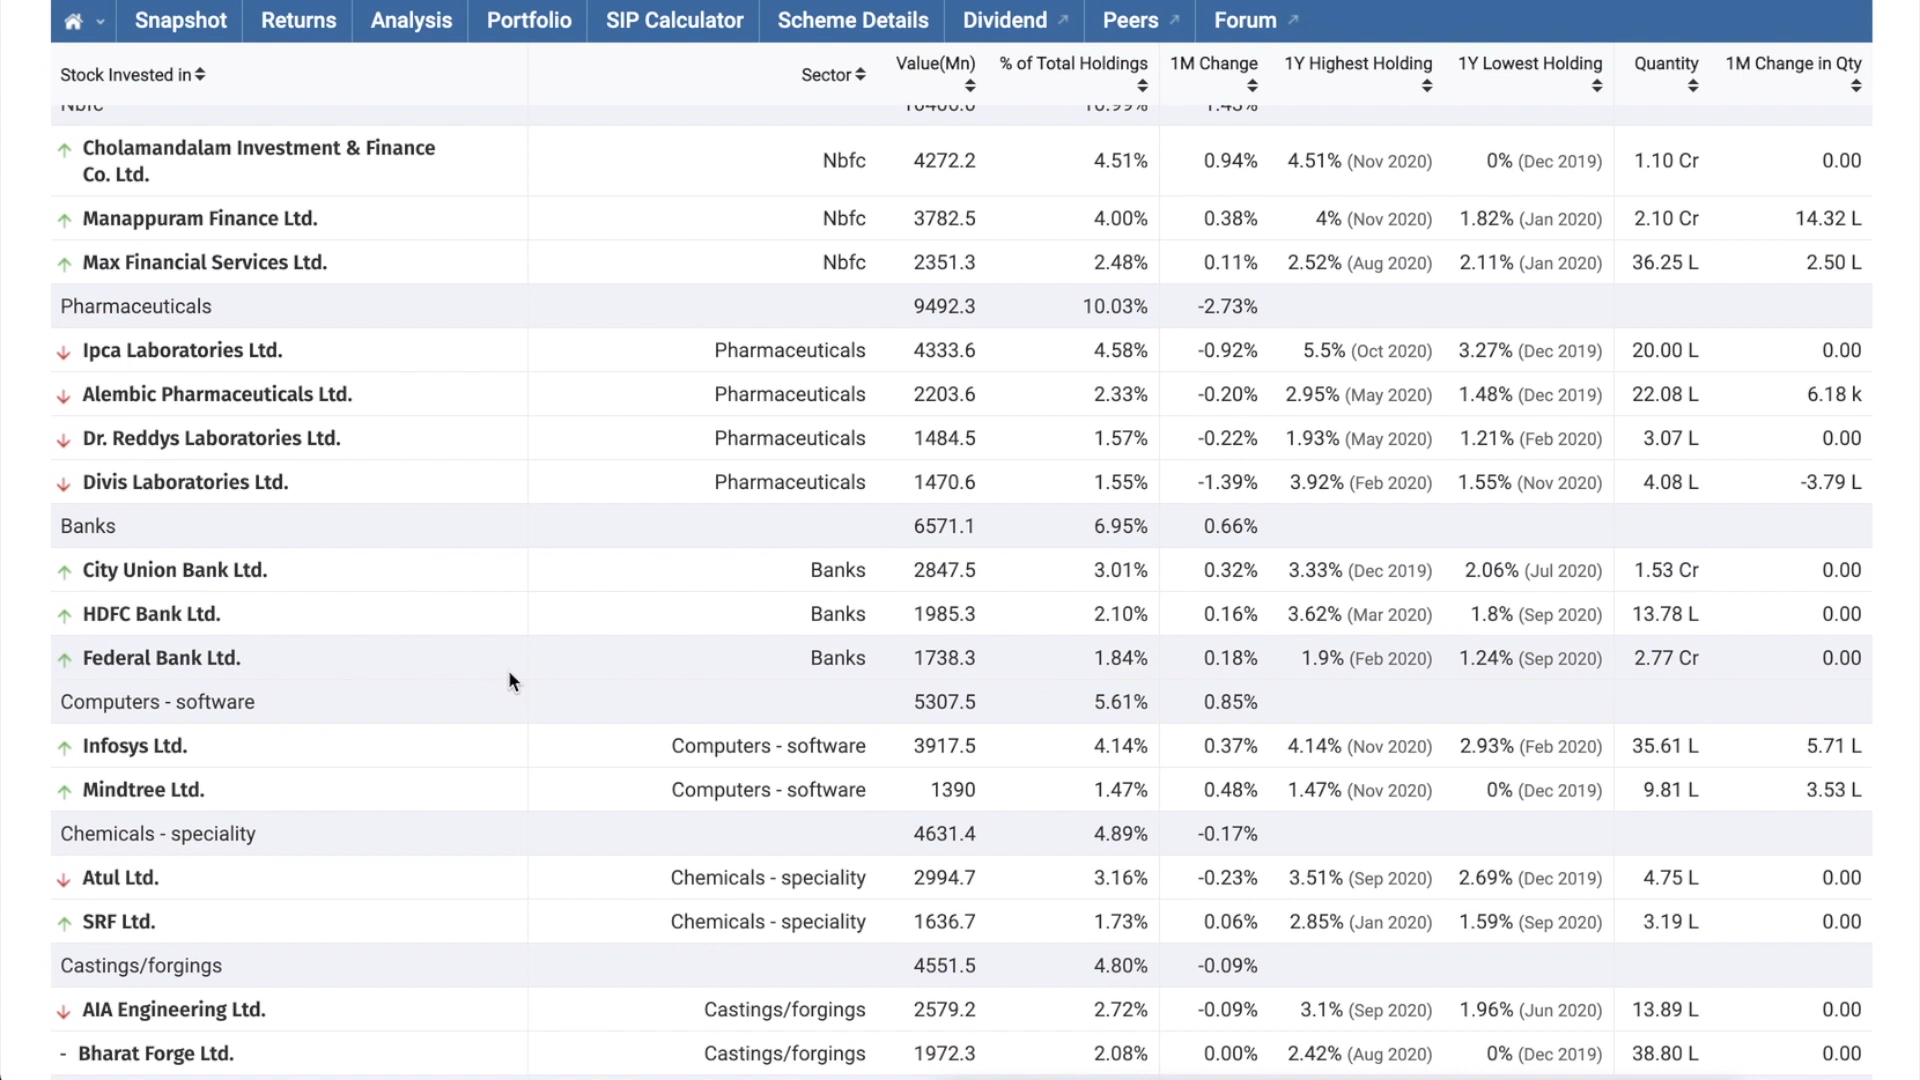 Snapshot Returns Analysis Portfolio SIP Calculator Scheme Details Dividend Peers Forum
Stock Invested in Sector Value(Mn) % of Total Holdings 1M Change 1Y Highest Holding 1Y Lowest Holding Quantity 1M Change in Qty
Nbfc 10406.0 10.99% 1.43%
Cholamandalam Investment & Finance
Co. Ltd. Nbfc 4272.2 4.51% 0.94% 4.51% (Nov 2020) 0% (Dec 2019) 1.10 Cr 0.00
Manappuram Finance Ltd. Nbfc 3782.5 4.00% 0.38% 4% (Nov 2020) 1.82% (Jan 2020) 2.10 Cr 14.32 L
Max Financial Services Ltd. Nbfc 2351.3 2.48% 0.11% 2.52% (Aug 2020) 2.11% (Jan 2020) 36.25 L 2.50 L
Pharmaceuticals 9492.3 10.03% -2.73%
Ipca Laboratories Ltd. Pharmaceuticals 4333.6 4.58% -0.92% 5.5% (Oct 2020) 3.27% (Dec 2019) 20.00 L 0.00
Alembic Pharmaceuticals Ltd. Pharmaceuticals 2203.6 2.33% -0.20% 2.95% (May 2020) 1.48% (Dec 2019) 22.08 L 6.18 k
Dr. Reddys Laboratories Ltd. Pharmaceuticals 1484.5 1.57% -0.22% 1.93% (May 2020) 1.21% (Feb 2020) 3.07 L 0.00
Divis Laboratories Ltd. Pharmaceuticals 1470.6 1.55% -1.39% 3.92% (Feb 2020) 1.55% (Nov 2020) 4.08 L -3.79 L
Banks 6571.1 6.95% 0.66%
City Union Bank Ltd. Banks 2847.5 3.01% 0.32% 3.33% (Dec 2019) 2.06% (Jul 2020) 1.53 Cr 0.00
HDFC Bank Ltd. Banks 1985.3 2.10% 0.16% 3.62% (Mar 2020) 1.8% (Sep 2020) 13.78 L 0.00
Federal Bank Ltd. Banks 1738.3 1.84% 0.18% 1.9% (Feb 2020) 1.24% (Sep 2020) 2.77 Cr 0.00
Computers - software 5307.5 5.61% 0.85%
Infosys Ltd. Computers - software 3917.5 4.14% 0.37% 4.14% (Nov 2020) 2.93% (Feb 2020) 35.61 L 5.71 L
Mindtree Ltd. Computers - software 1390 1.47% 0.48% 1.47% (Nov 2020) 0% (Dec 2019) 9.81 L 3.53 L
Chemicals - speciality 4631.4 4.89% -0.17%
Atul Ltd. Chemicals - speciality 2994.7 3.16% -0.23% 3.51% (Sep 2020) 2.69% (Dec 2019) 4.75 L 0.00
SRF Ltd. Chemicals - speciality 1636.7 1.73% 0.06% 2.85% (Jan 2020) 1.59% (Sep 2020) 3.19 L 0.00
Castings/forgings 4551.5 4.80% -0.09%
AIA Engineering Ltd. Castings/forgings 2579.2 2.72% -0.09% 3.1% (Sep 2020) 1.96% (Jun 2020) 13.89 L 0.00
- Bharat Forge Ltd. Castings/forgings 1972.3 2.08% 0.00% 2.42% (Aug 2020) 0% (Dec 2019) 38.80 L 0.00